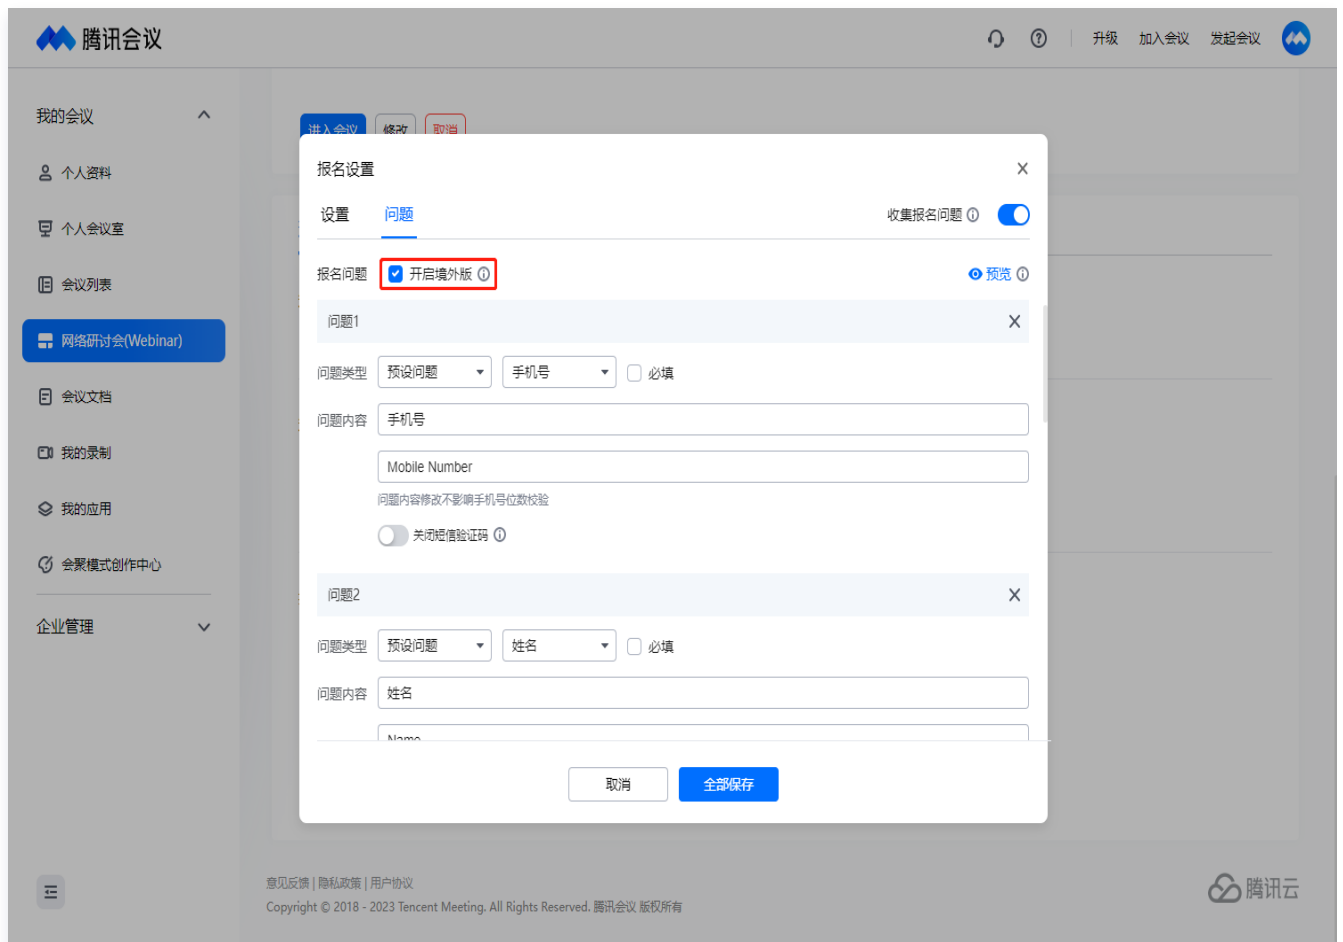 腾讯会议
升级 加入会议 发起会议
我的会议
个人资料
个人会议室
会议列表
网络研讨会(Webinar)
会议文档
我的录制
我的应用
会聚模式创作中心
企业管理
进入会议 修改 取消
报名设置
设置 问题 收集报名问题
报名问题 开启境外版 预览
问题1
问题类型 预设问题 手机号 必填
问题内容 手机号
Mobile Number
问题内容修改不影响手机号位数校验
关闭短信验证码
问题2
问题类型 预设问题 姓名 必填
问题内容 姓名
Name
取消 全部保存
意见反馈 | 隐私政策 | 用户协议
Copyright © 2018 - 2023 Tencent Meeting. All Rights Reserved. 腾讯会议 版权所有
腾讯云